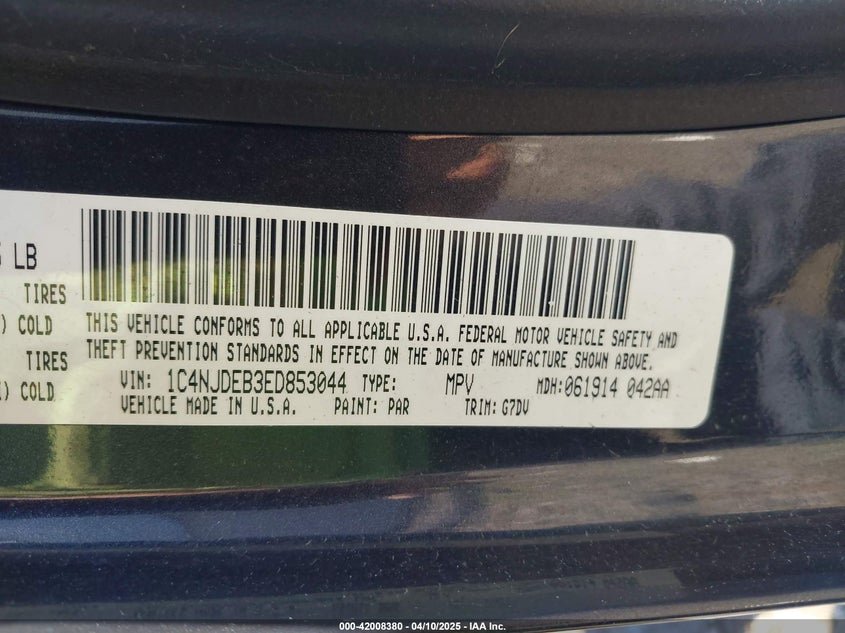 LB
TIRES
) COLD
TIRES
) COLD
THIS VEHICLE CONFORMS TO ALL APPLICABLE U.S.A. FEDERAL MOTOR VEHICLE SAFETY AND
THEFT PREVENTION STANDARDS IN EFFECT ON THE DATE OF MANUFACTURE SHOWN ABOVE.
VIN: 1C4NJDEB3ED853044 TYPE: MPV MDH:061914 042AA
VEHICLE MADE IN U.S.A. PAINT: PAR TRIM: G7DV
000-42008380 - 04/10/2025 - IAA Inc.